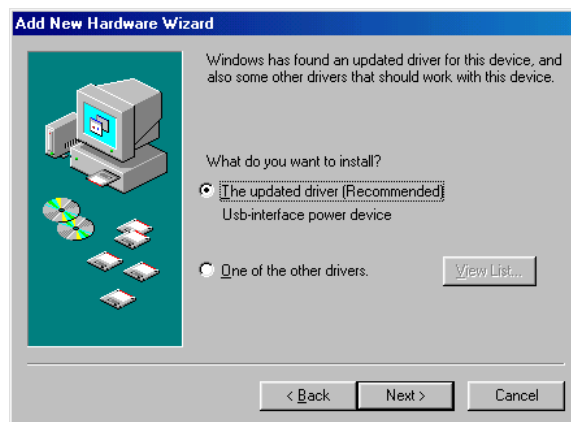 Add New Hardware Wizard
Windows has found an updated driver for this device, and
also some other drivers that should work with this device.
What do you want to install?
The updated driver (Recommended)
Usb-interface power device
One of the other drivers.
View List...
< Back
Next >
Cancel